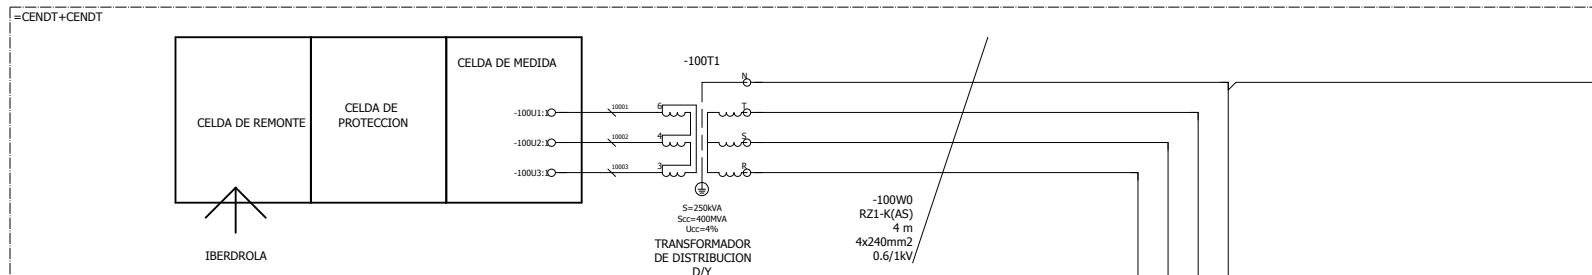 =CENDT+CENDT
CELDA DE REMONTE
CELDA DE
PROTECCION
CELDA DE MEDIDA
-100U1:1
-100U2:1
-100U3:1
10001
10002
10003
-100T1
6
4
3
N
T
S
R
S=250kVA
Scc=400MVA
Ucc=4%
TRANSFORMADOR
DE DISTRIBUCION
D/Y
-100W0
RZ1-K(AS)
4 m
4x240mm2
0.6/1kV
IBERDROLA